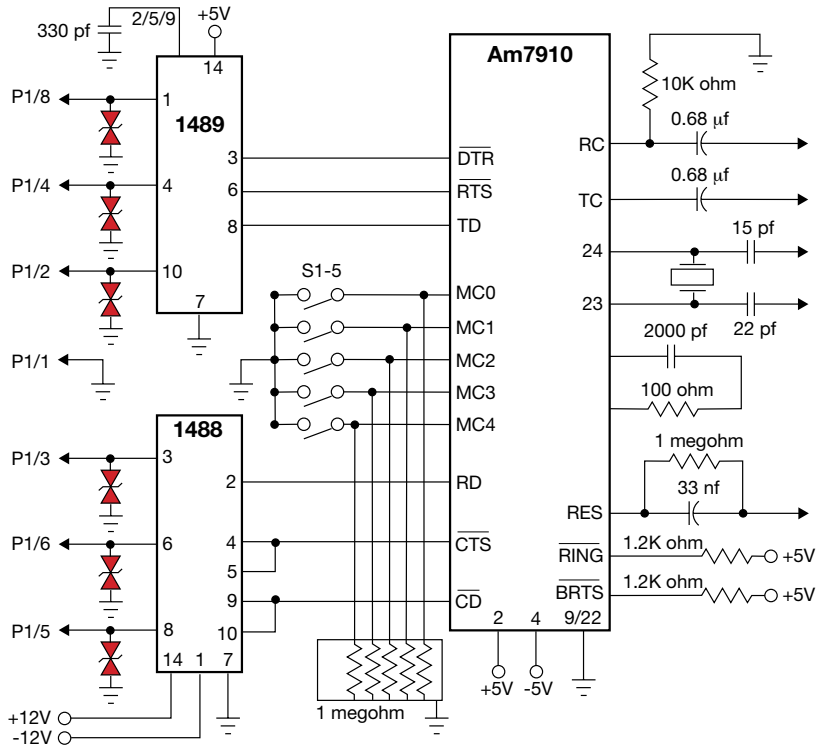 330 pf
2/5/9
+5V
14
Am7910
P1/8
1
1489
10K ohm
0.68 µf
RC
3
DTR
P1/4
4
6
RTS
0.68 µf
TC
8
TD
15 pf
24
P1/2
10
S1-5
7
MC0
23
22 pf
MC1
2000 pf
P1/1
MC2
MC3
100 ohm
MC4
1488
1 megohm
P1/3
3
2
RD
33 nf
RES
P1/6
6
4
CTS
5
RING
1.2K ohm
+5V
9
CD
BRTS
1.2K ohm
+5V
P1/5
8
10
2
4
9/22
14
1
7
+5V
-5V
1 megohm
+12V
-12V